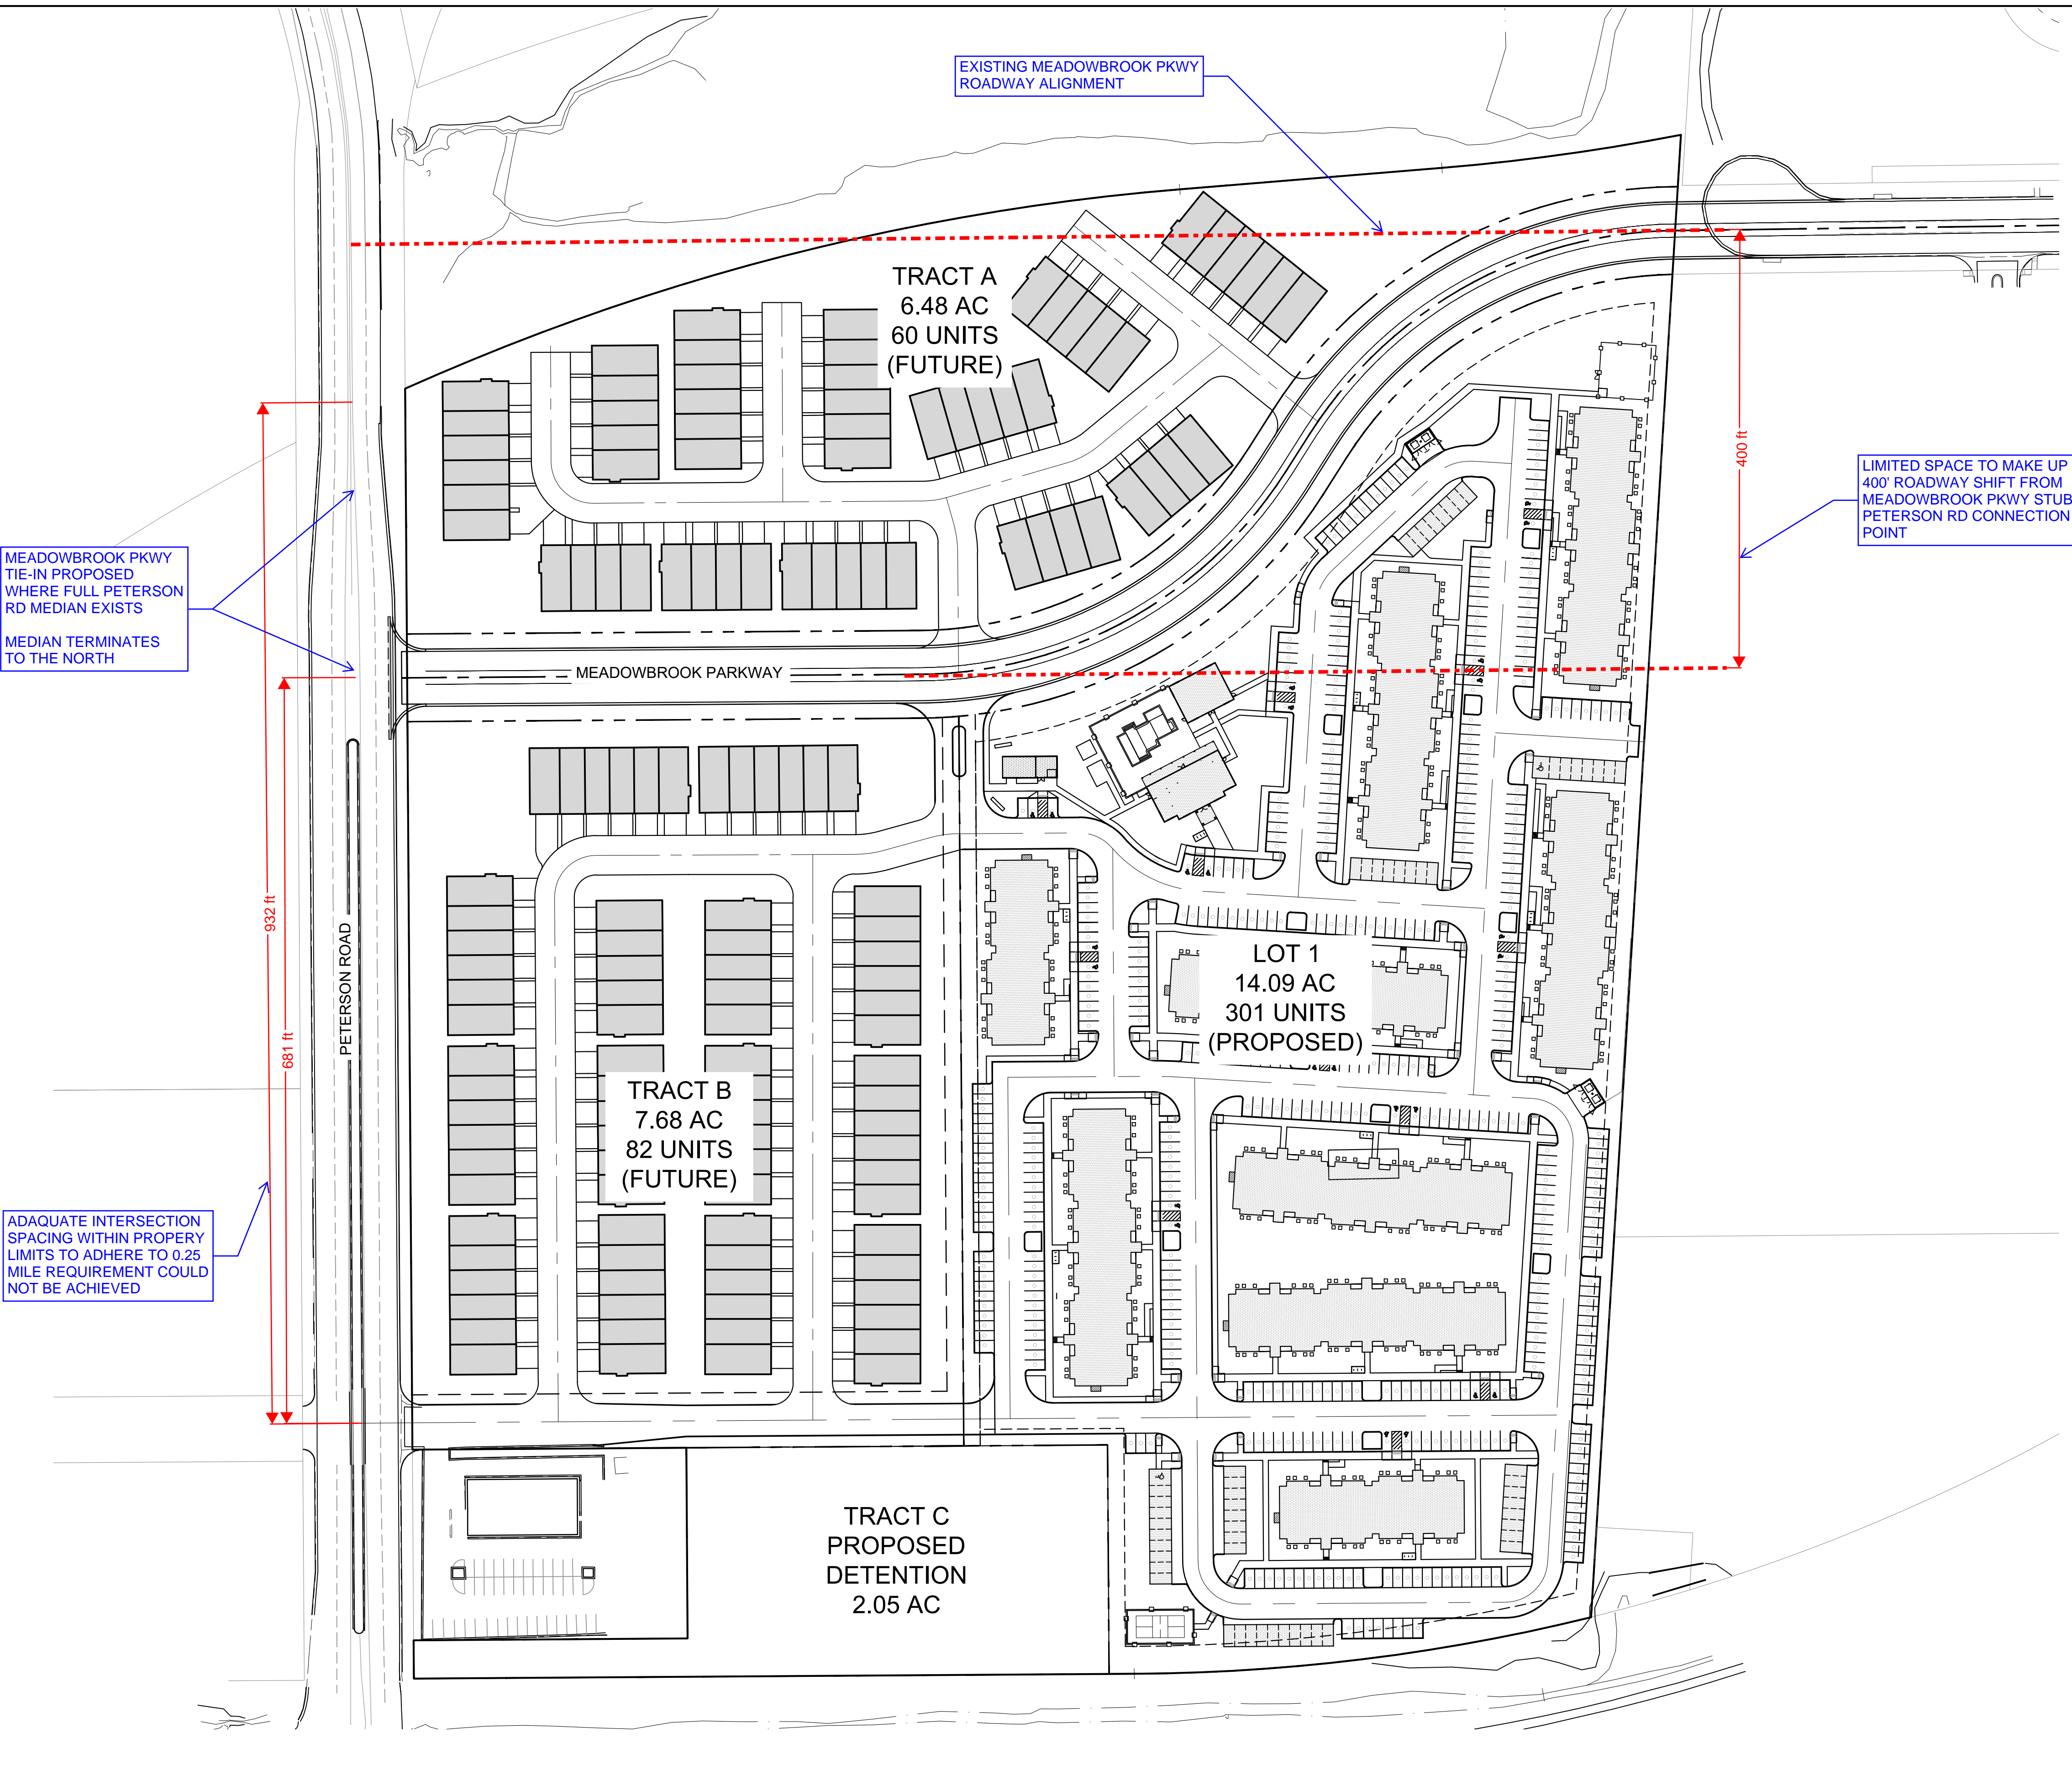 EXISTING MEADOWBROOK PKWY
ROADWAY ALIGNMENT
TRACT A
6.48 AC
60 UNITS
(FUTURE)
400 ft
LIMITED SPACE TO MAKE UP
400' ROADWAY SHIFT FROM
MEADOWBROOK PKWY STUB
PETERSON RD CONNECTION
POINT
MEADOWBROOK PKWY
TIE-IN PROPOSED
WHERE FULL PETERSON
RD MEDIAN EXISTS
MEDIAN TERMINATES
TO THE NORTH
MEADOWBROOK PARKWAY
932 ft
681 ft
PETERSON ROAD
LOT 1
14.09 AC
301 UNITS
(PROPOSED)
TRACT B
7.68 AC
82 UNITS
(FUTURE)
ADAQUATE INTERSECTION
SPACING WITHIN PROPERY
LIMITS TO ADHERE TO 0.25
MILE REQUIREMENT COULD
NOT BE ACHIEVED
TRACT C
PROPOSED
DETENTION
2.05 AC